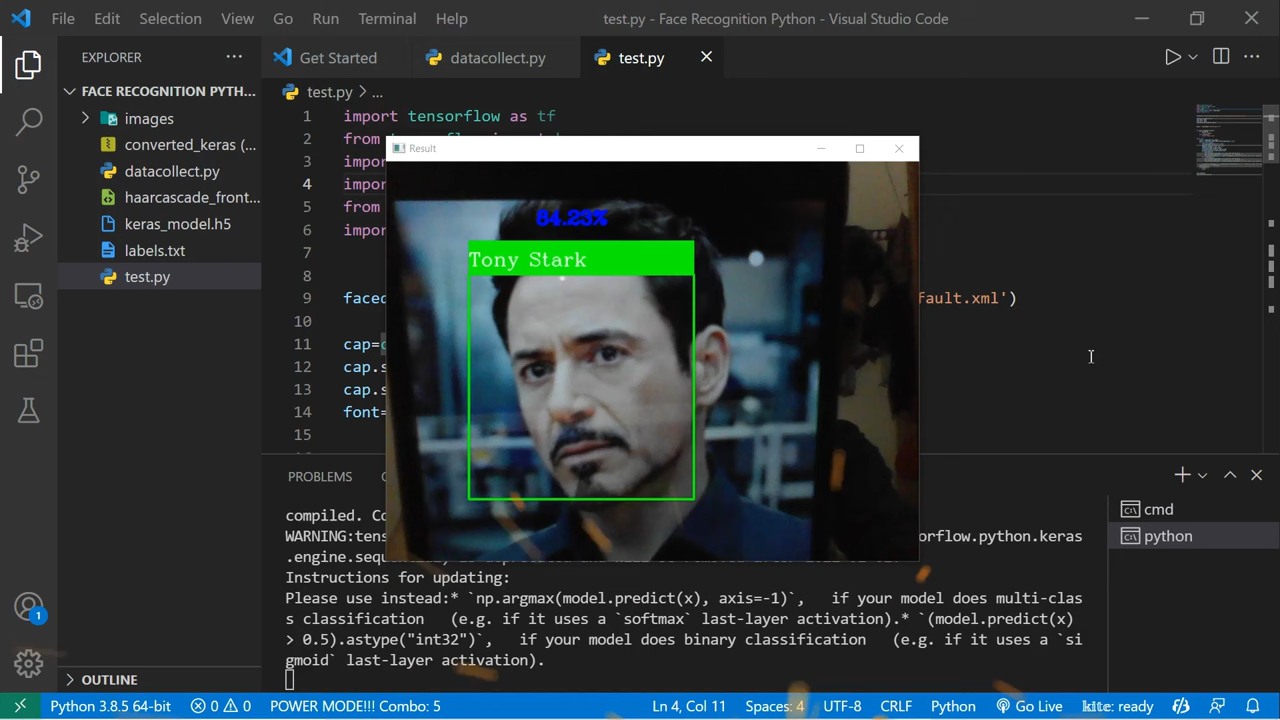 File Edit Selection View Go Run Terminal Help
test.py - Face Recognition Python - Visual Studio Code
EXPLORER
Get Started
datacollect.py
test.py
FACE RECOGNITION PYTH...
images
converted_keras (...
datacollect.py
haarcascade_front...
keras_model.h5
labels.txt
test.py
test.py > ...
1 import tensorflow as tf
2 from
3 impor
4 impor
5 from
6 impor
7
8
9 faced
fault.xml')
10
11 cap=
12 cap.s
13 cap.s
14 font=
15
Result
84.23%
Tony Stark
PROBLEMS
cmd
python
compiled.
WARNING:tens
orflow.python.keras
.engine.sequ
Instructions for updating:
Please use instead:* `np.argmax(model.predict(x), axis=-1)`, if your model does multi-clas
s classification (e.g. if it uses a `softmax` last-layer activation).* `(model.predict(x)
> 0.5).astype("int32")`, if your model does binary classification (e.g. if it uses a `si
gmoid` last-layer activation).
OUTLINE
1
Python 3.8.5 64-bit
0 0
POWER MODE!!! Combo: 5
Ln 4, Col 11
Spaces: 4
UTF-8
CRLF
Python
Go Live
kite: ready